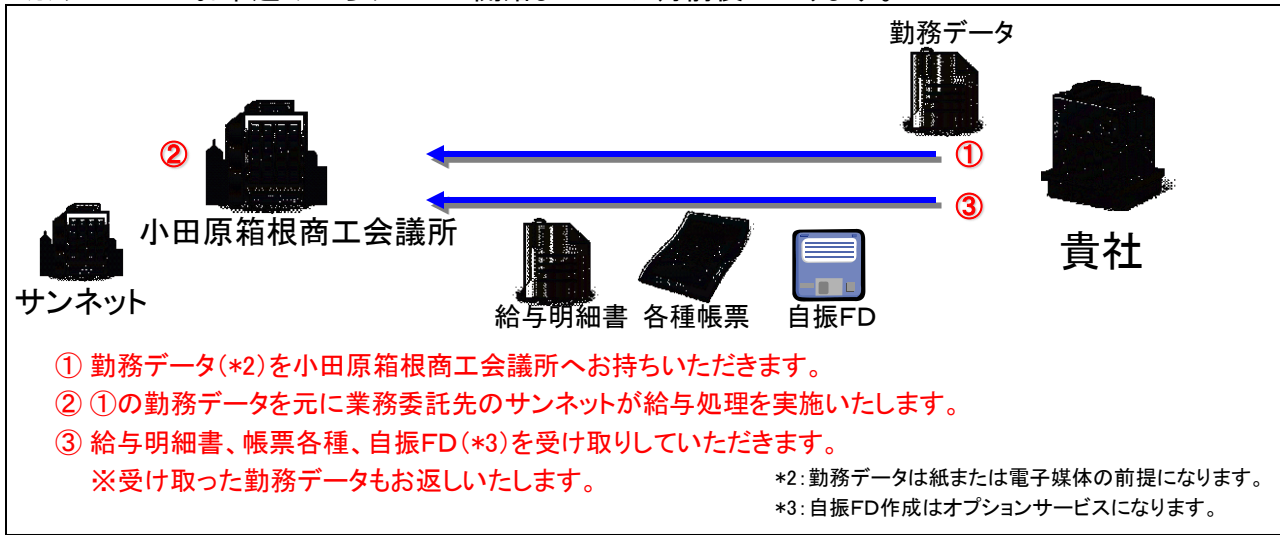 勤務データ
②
①
③
小田原箱根商工会議所
貴社
サンネット
給与明細書 各種帳票 自振FD
① 勤務データ(*2)を小田原箱根商工会議所へお持ちいただきます。
② ①の勤務データを元に業務委託先のサンネットが給与処理を実施いたします。
③ 給与明細書、帳票各種、自振FD(*3)を受け取りしていただきます。
※受け取った勤務データもお返しいたします。
*2:勤務データは紙または電子媒体の前提になります。
*3:自振FD作成はオプションサービスになります。